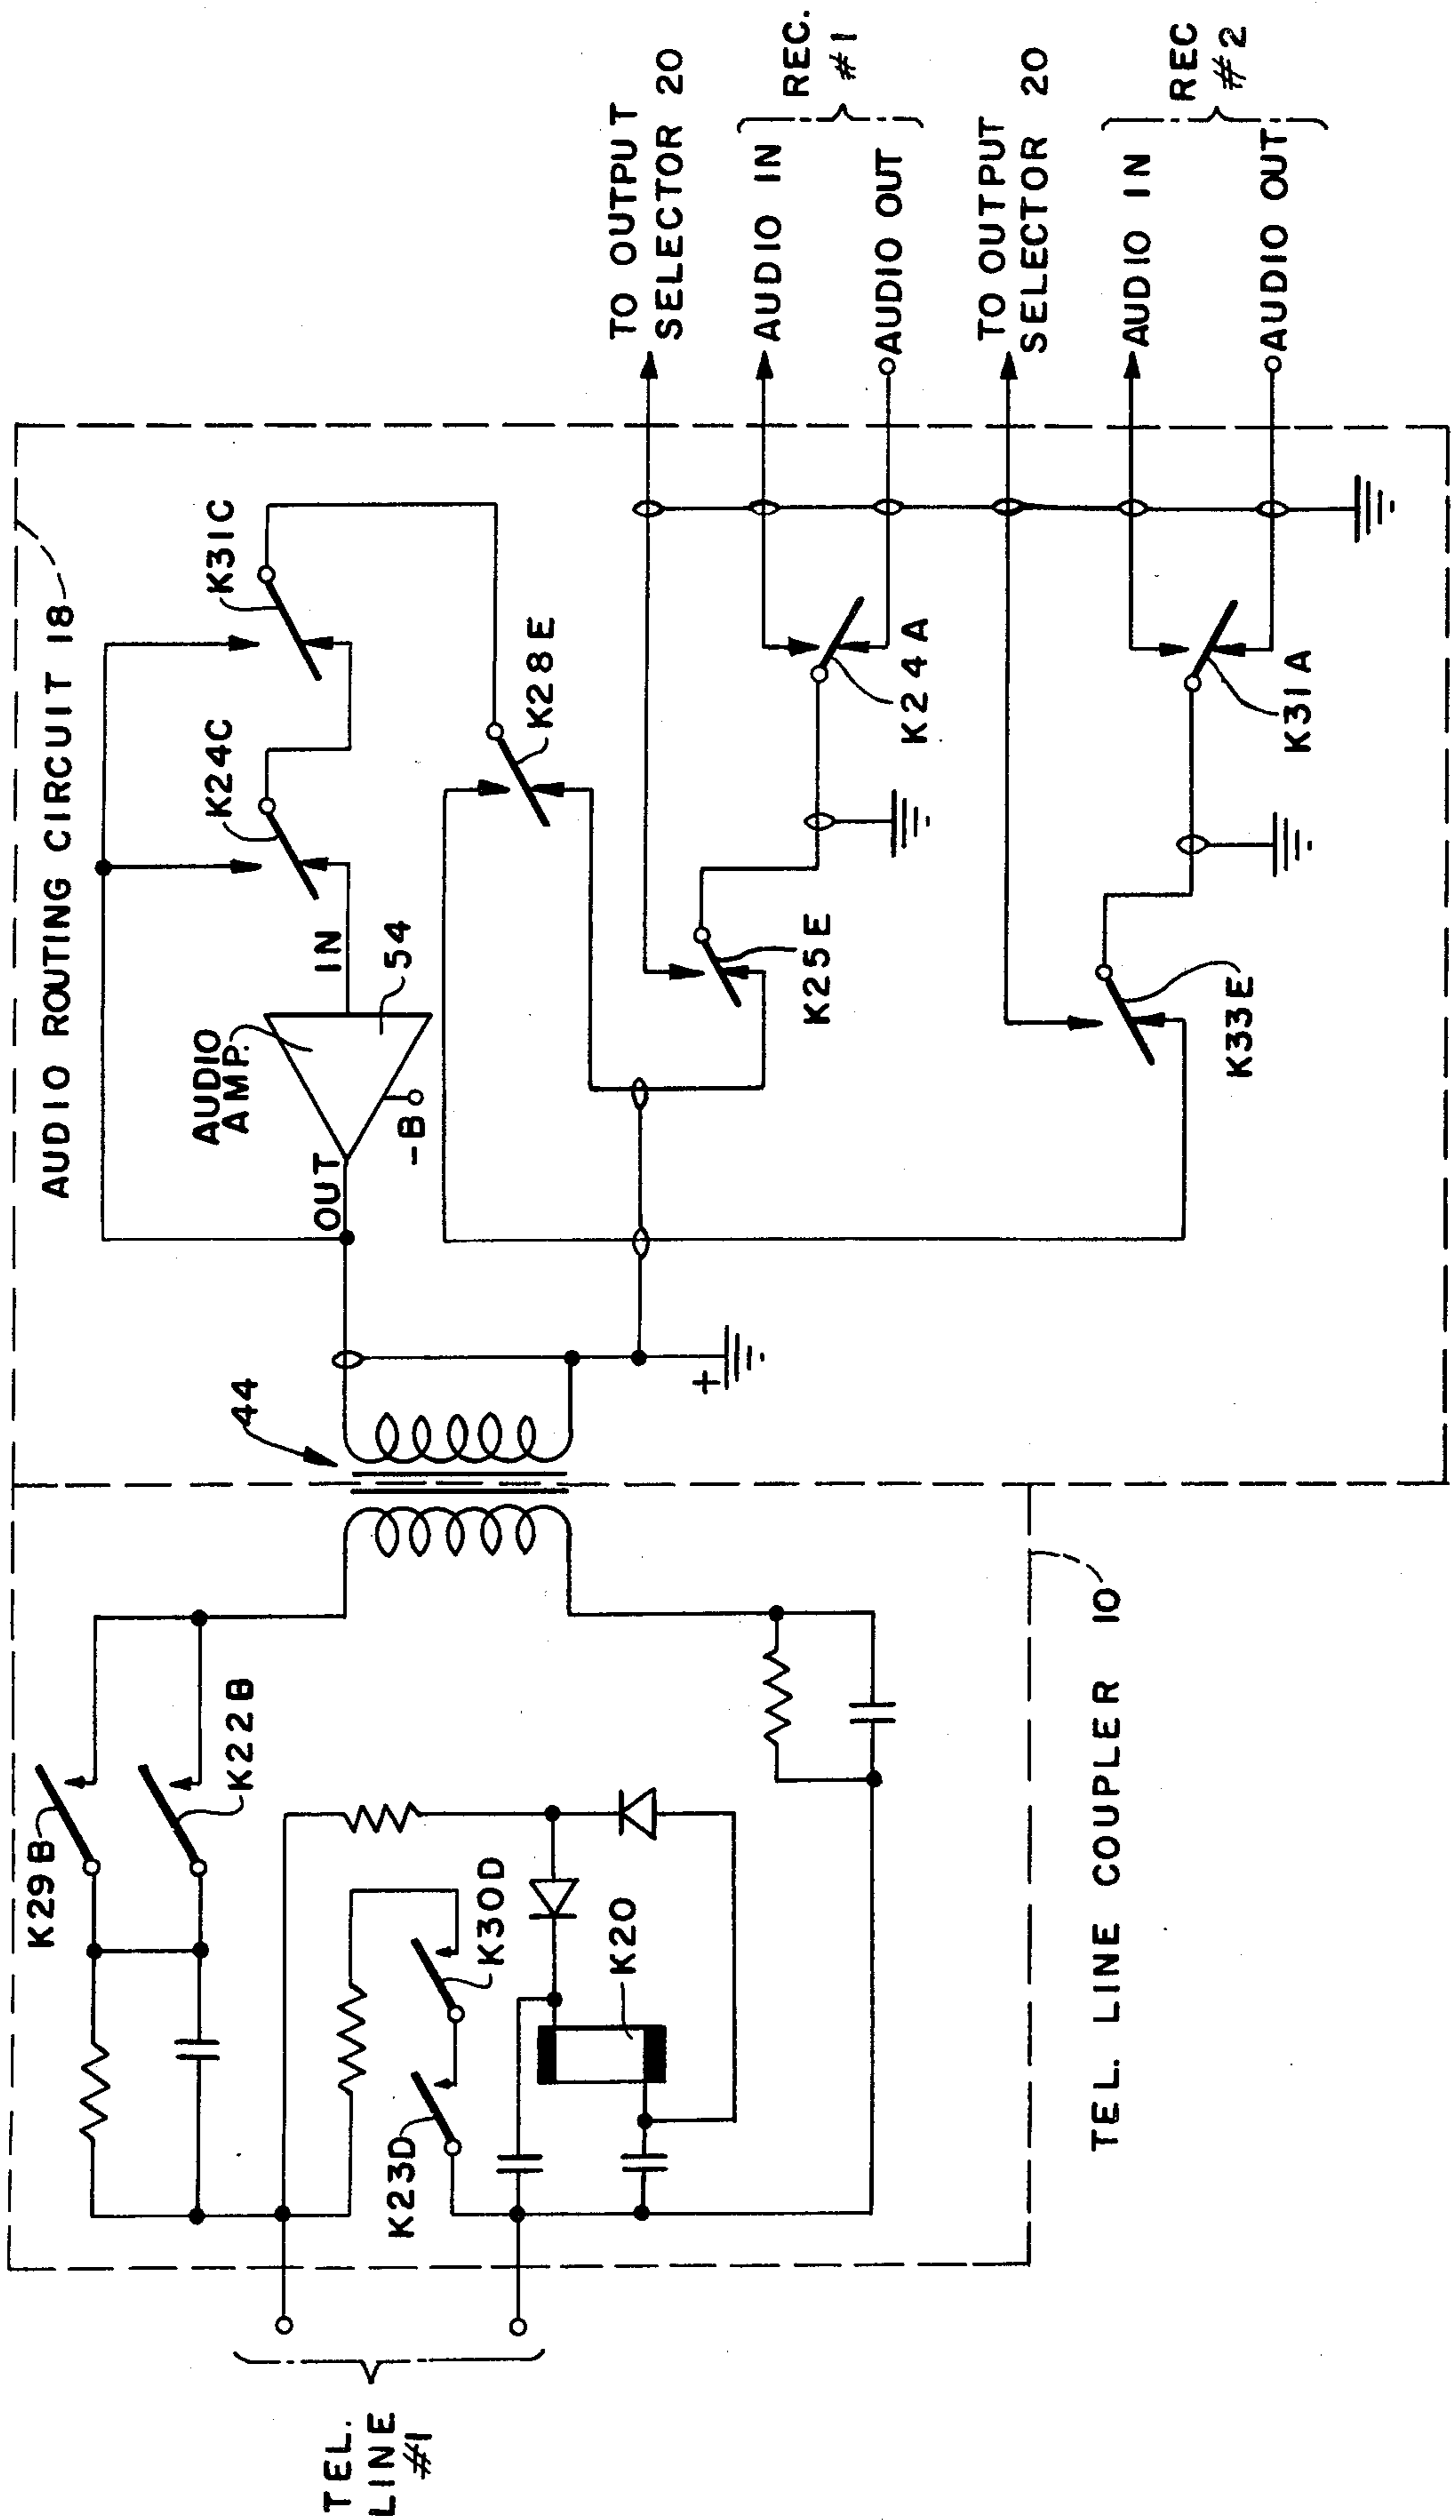 AUDIO ROUTING CIRCUIT 18
K29B
K22B
44
OUT
AUDIO
AMP.
-B
IN
54
K24C
K31C
K28E
TEL.
LINE
#1
K23D
K30D
K20
+
TO OUTPUT
SELECTOR 20
AUDIO IN
REC.
#1
AUDIO OUT
K25E
K24A
TO OUTPUT
SELECTOR 20
AUDIO IN
REC
#2
AUDIO OUT
K33E
K31A
TEL. LINE COUPLER 10